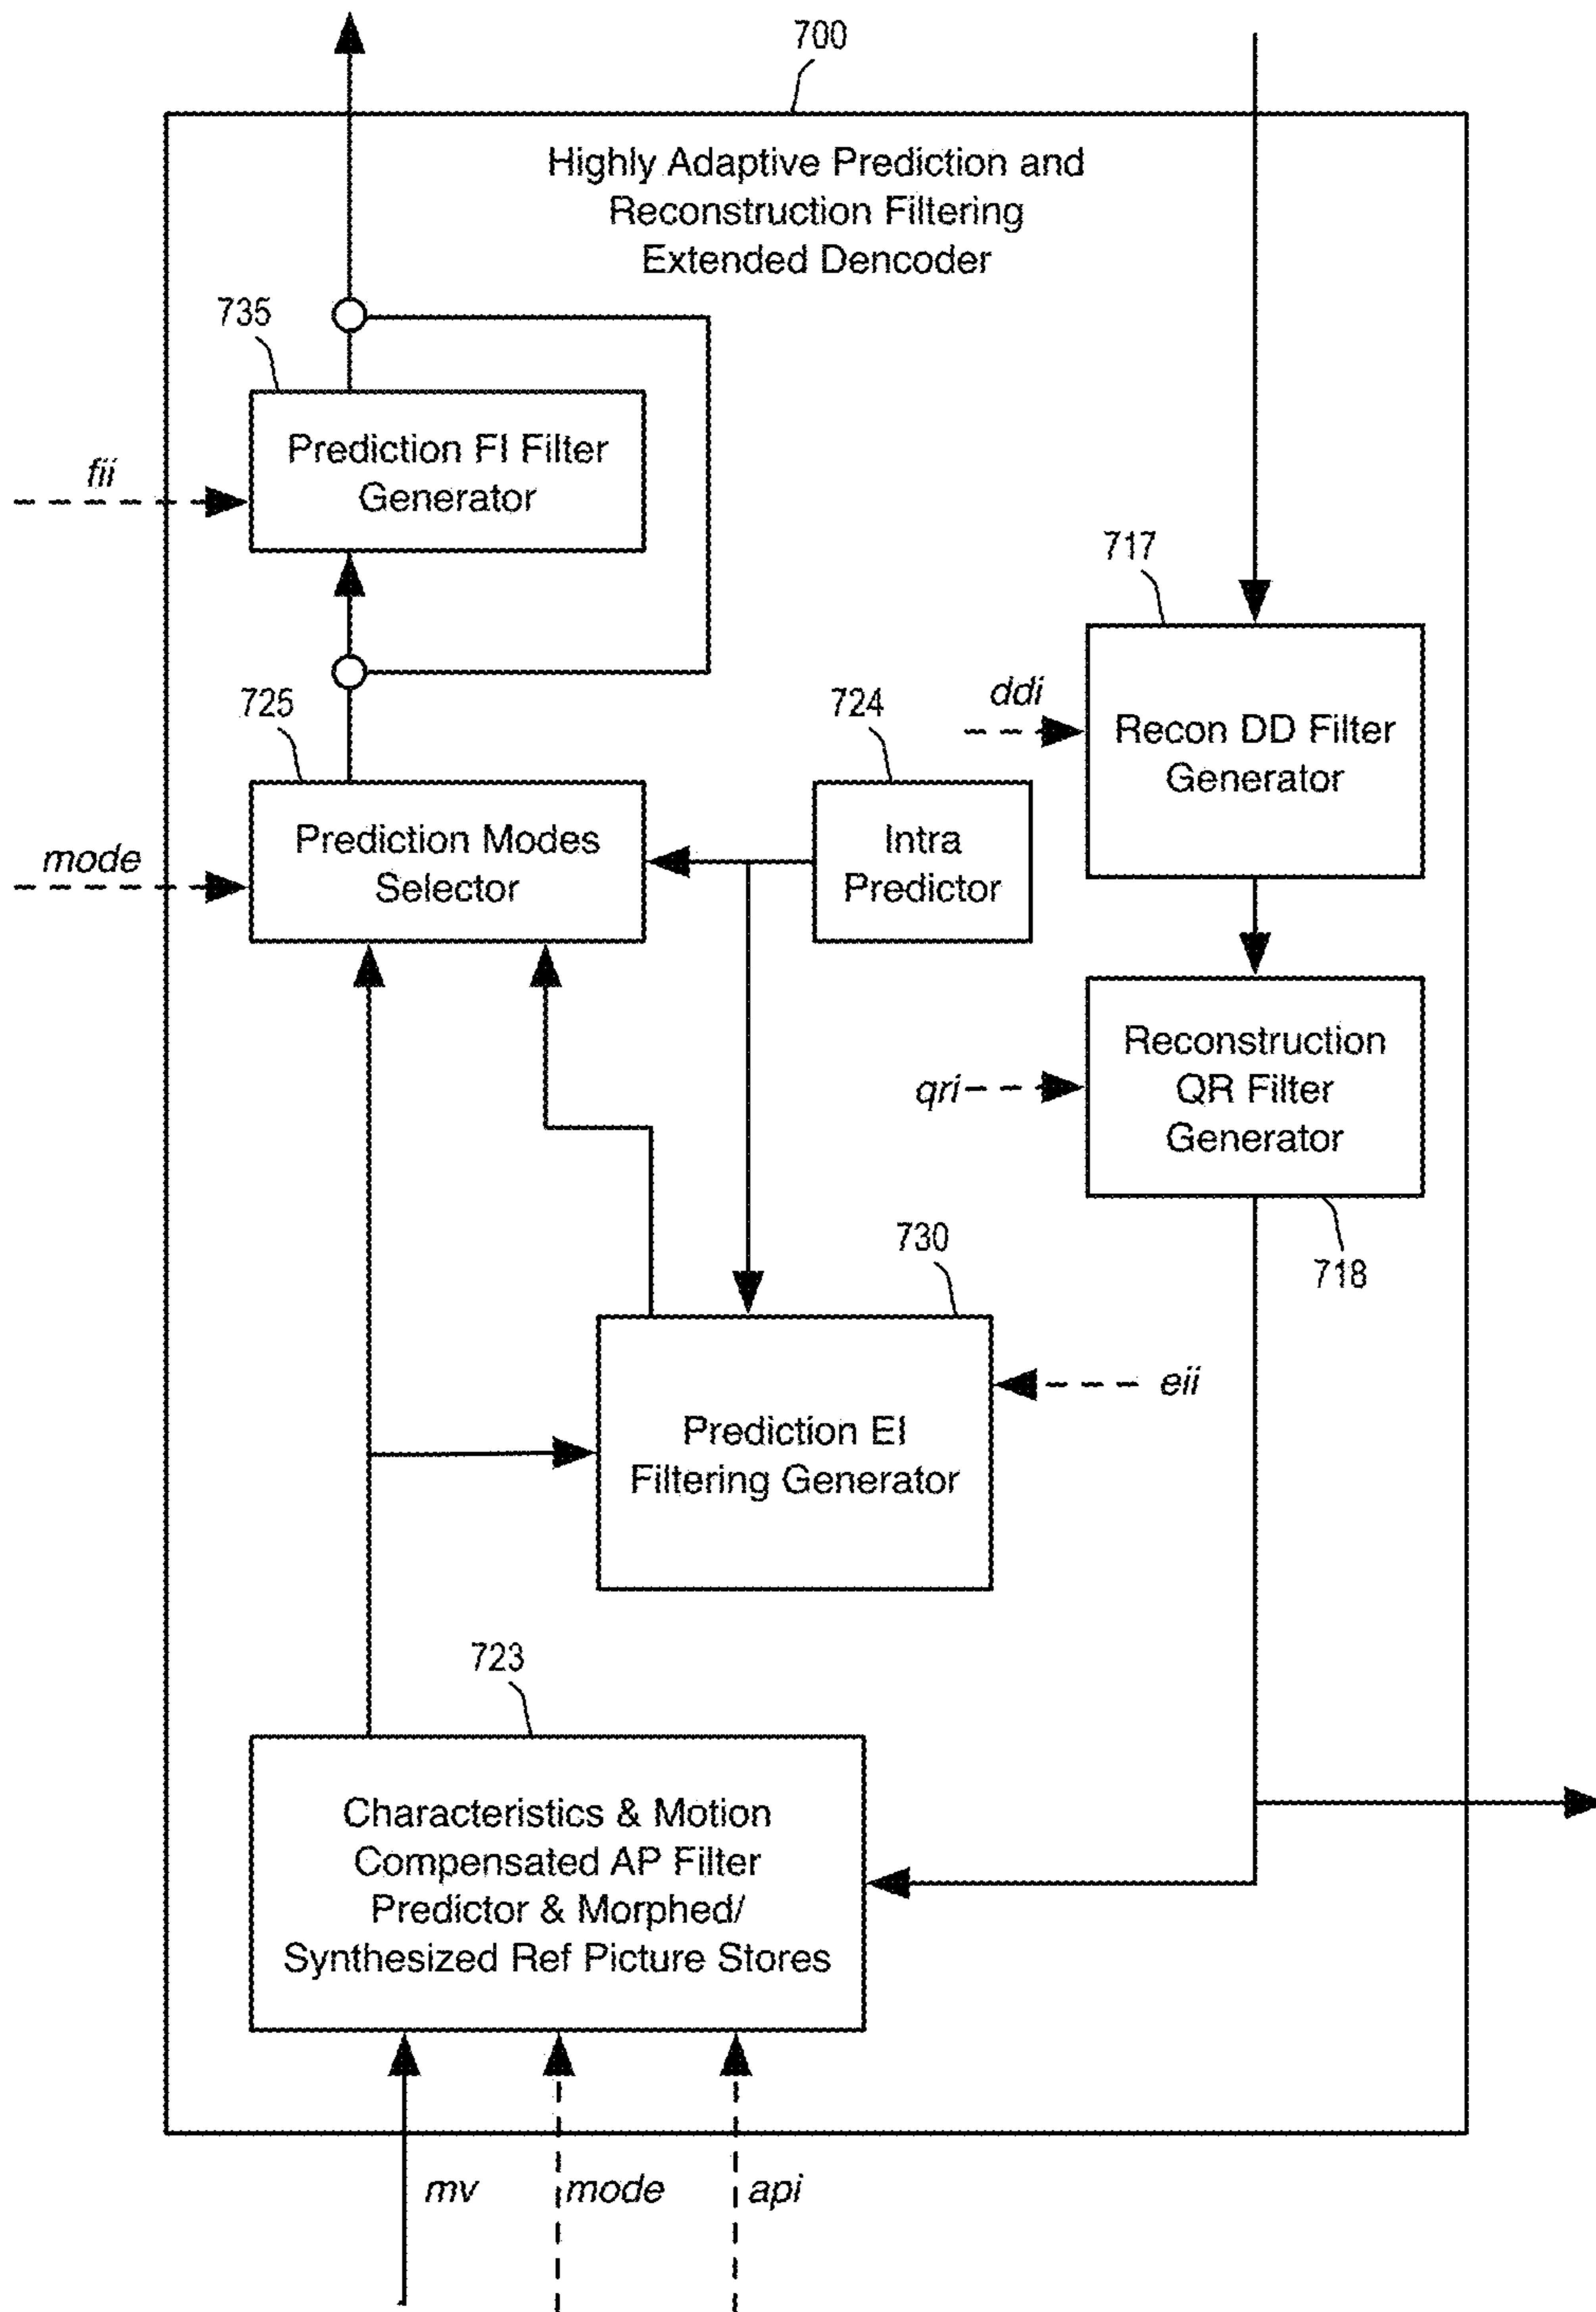 700
Highly Adaptive Prediction and
Reconstruction Filtering
Extended Dencoder
735
Prediction FI Filter
Generator
fii
717
725
724
ddi
Recon DD Filter
Generator
Prediction Modes
Selector
Intra
Predictor
mode
Reconstruction
QR Filter
Generator
qri
730
718
eii
Prediction EI
Filtering Generator
723
Characteristics & Motion
Compensated AP Filter
Predictor & Morphed/
Synthesized Ref Picture Stores
mv
mode
api